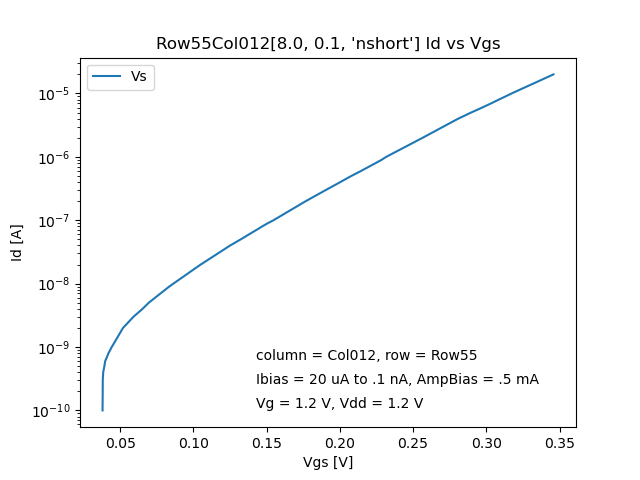 Row55Col012[8.0, 0.1, 'nshort'] Id vs Vgs
Vs
10⁻⁵
10⁻⁶
10⁻⁷
10⁻⁸
10⁻⁹
10⁻¹⁰
Id [A]
column = Col012, row = Row55
Ibias = 20 uA to .1 nA, AmpBias = .5 mA
Vg = 1.2 V, Vdd = 1.2 V
0.05 0.10 0.15 0.20 0.25 0.30 0.35
Vgs [V]